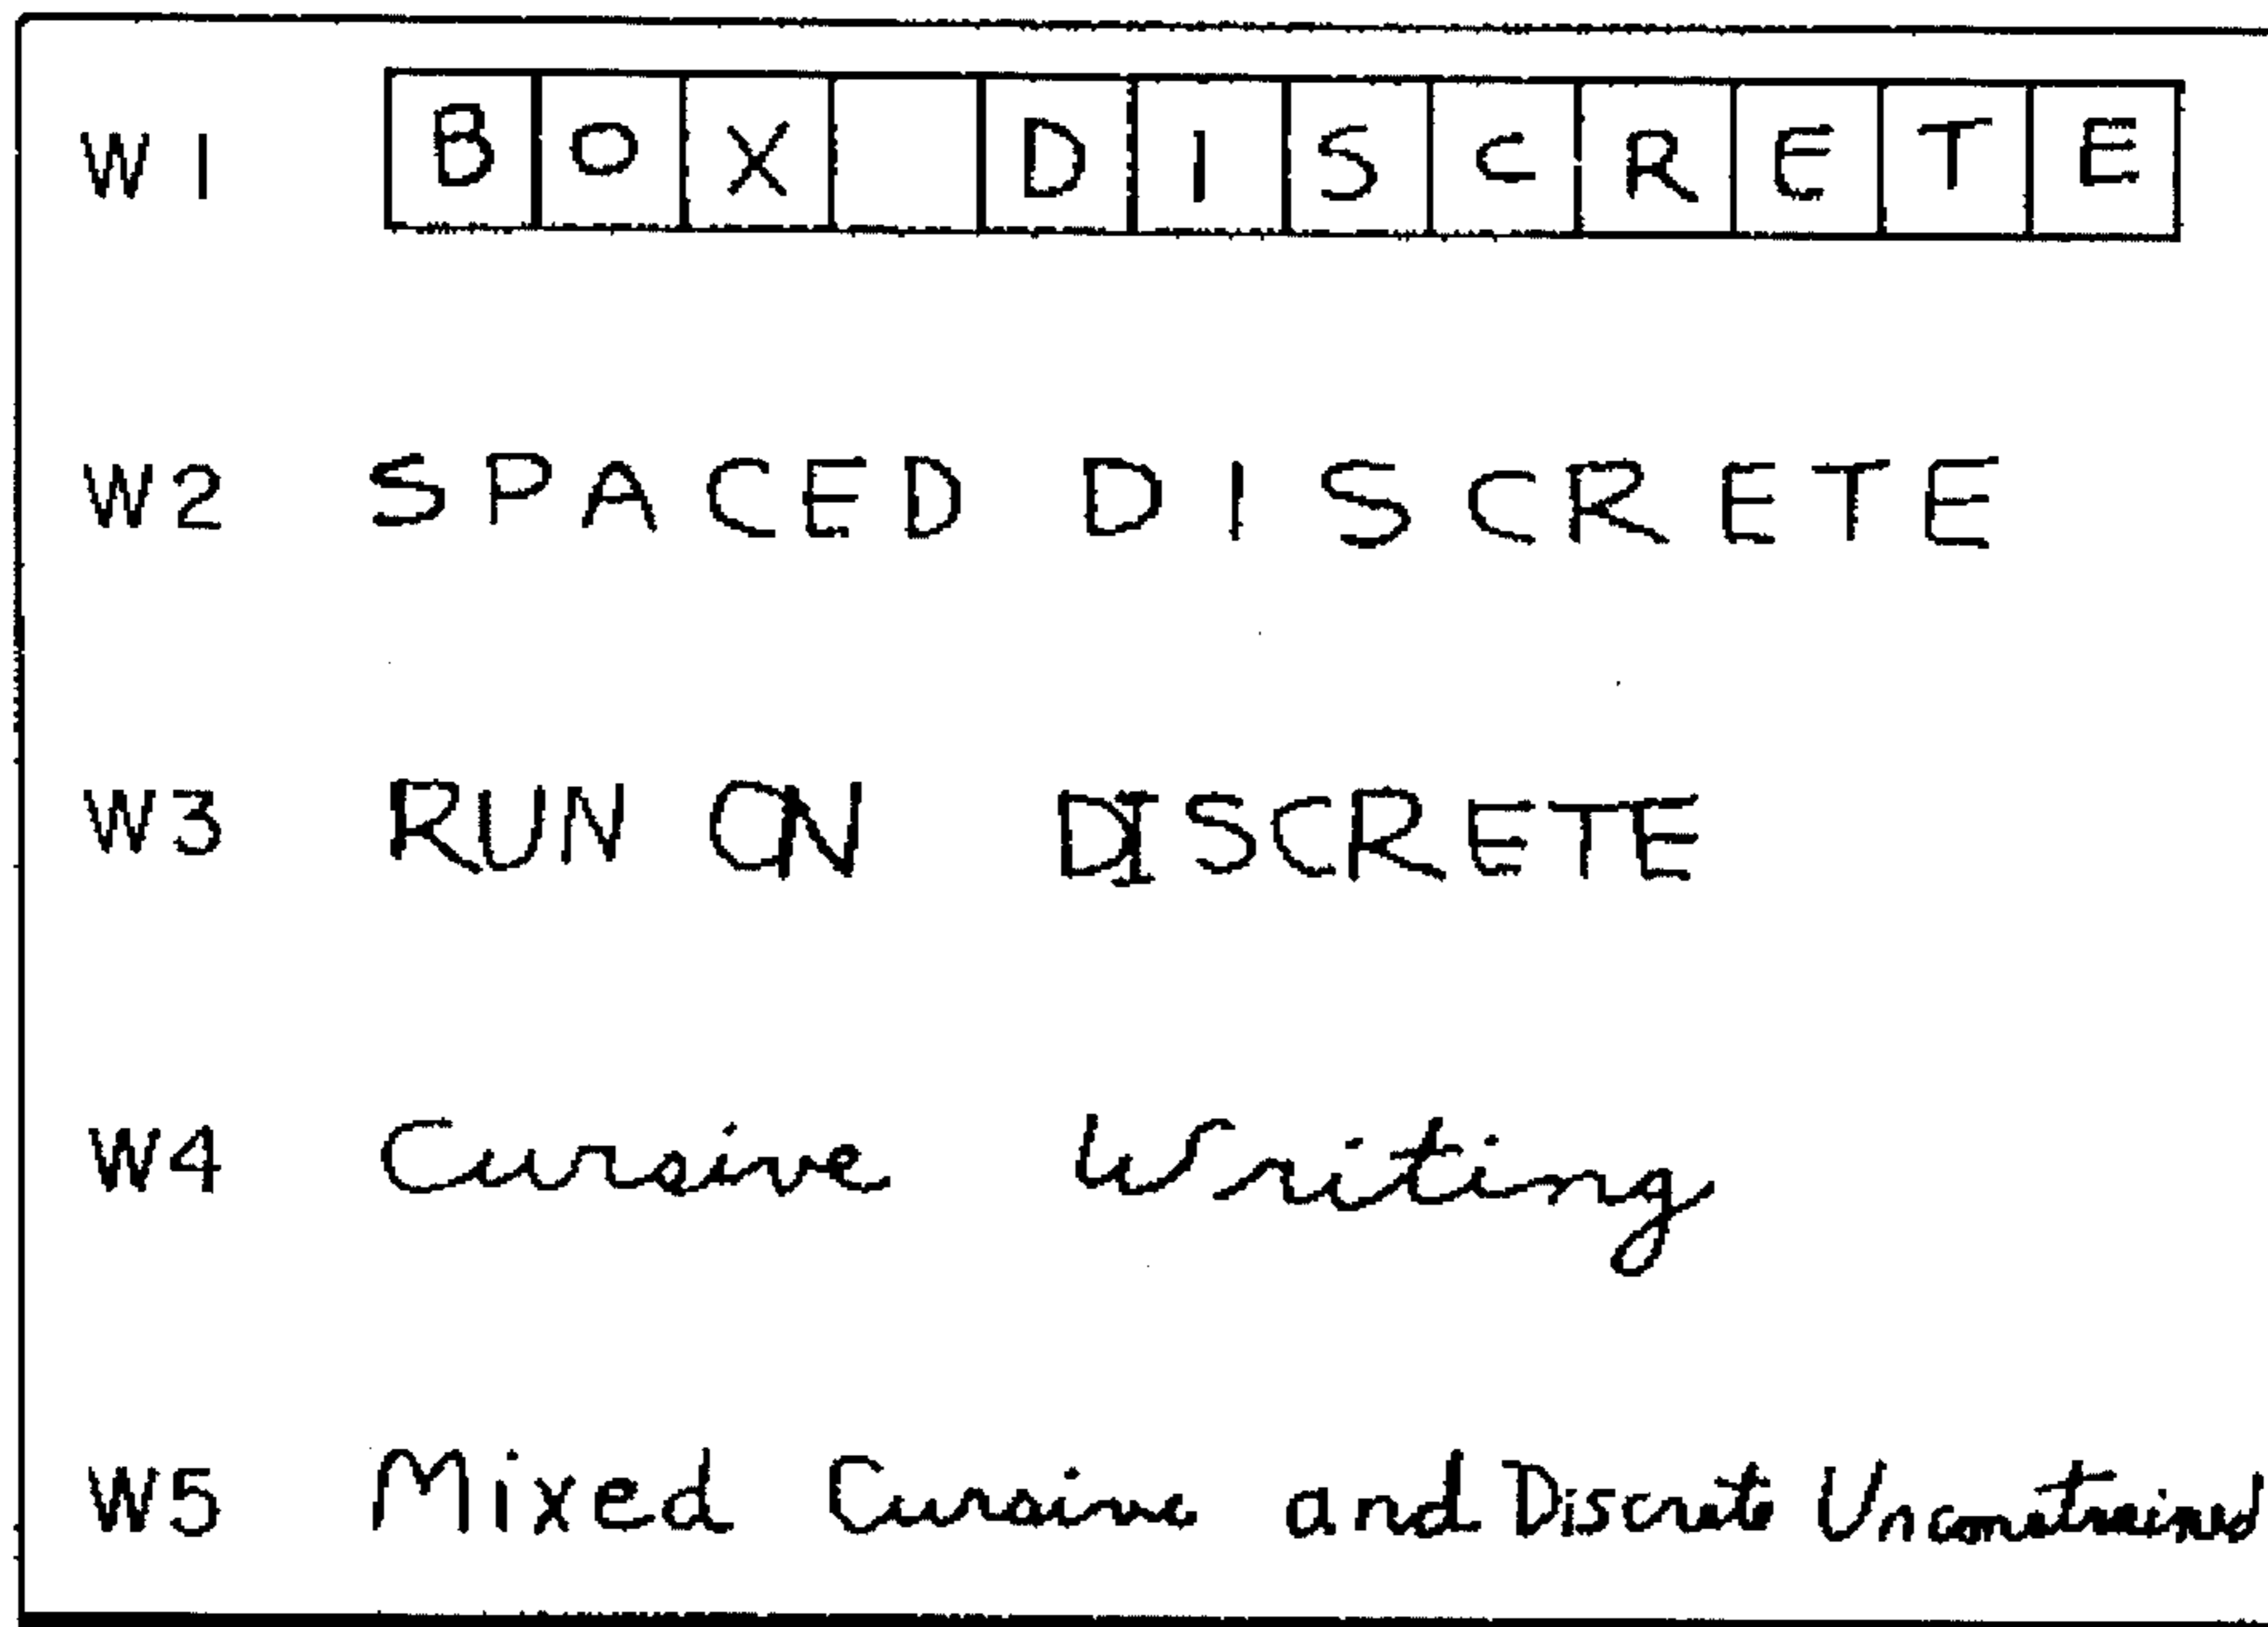 W1 BOX DISCRETE
W2 SPACED DISCRETE
W3 RUN ON DISCRETE
W4 Cursive Writing
W5 Mixed Cursive and Discrete Unconstrained